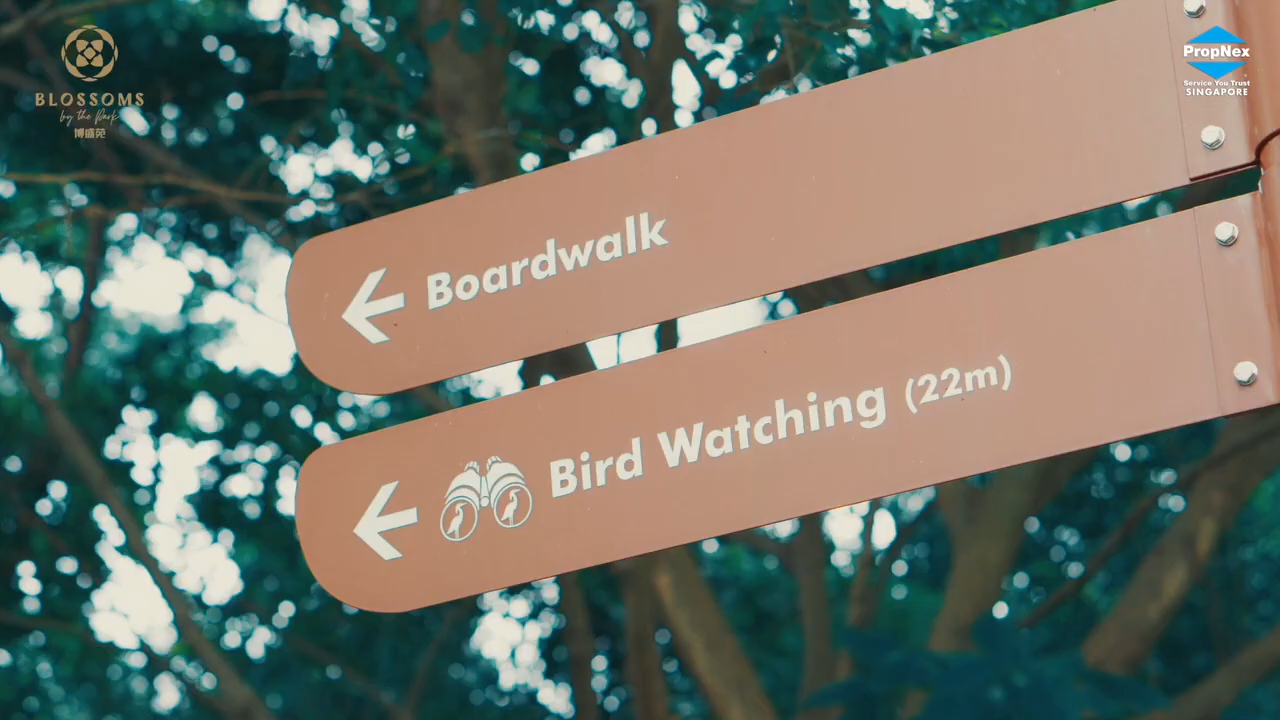 BLOSSOMS
by the Park
博盛苑
PropNex
Service You Trust
SINGAPORE
Boardwalk
Bird Watching (22m)